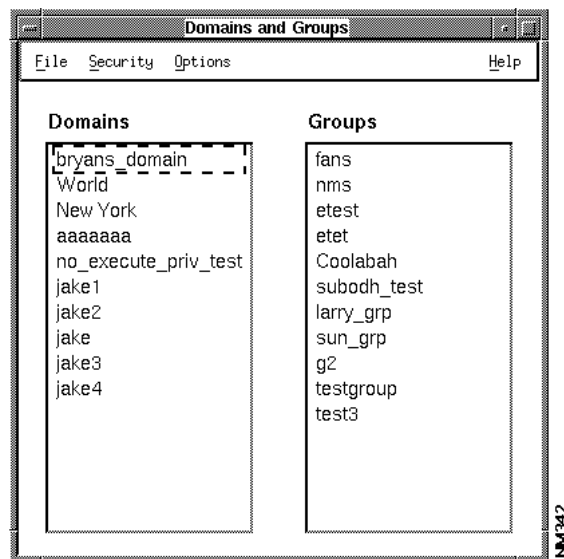 Domains and Groups
File Security Options Help
Domains
bryans_domain
World
New York
aaaaaaa
no_execute_priv_test
jake1
jake2
jake
jake3
jake4
Groups
fans
nms
etest
etet
Coolabah
subodh_test
larry_grp
sun_grp
g2
testgroup
test3
NM342